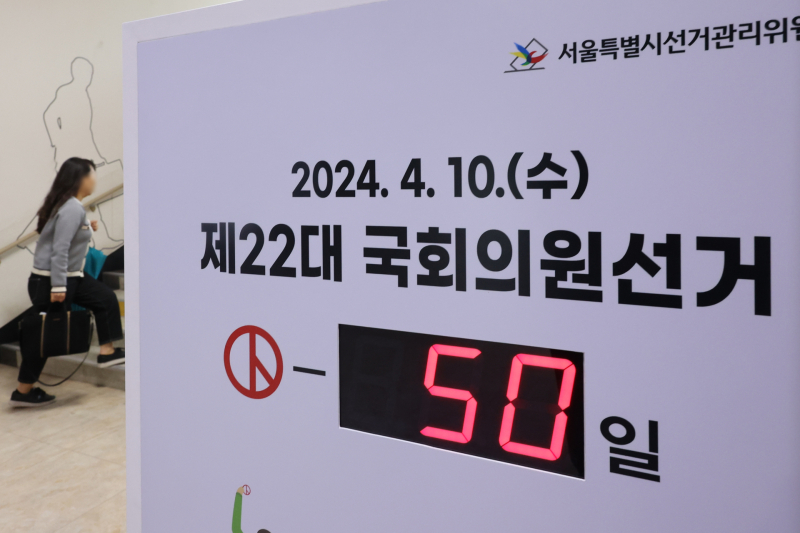 서울특별시선거관리위원
2024. 4. 10.(수)
제22대 국회의원선거
- 50 일